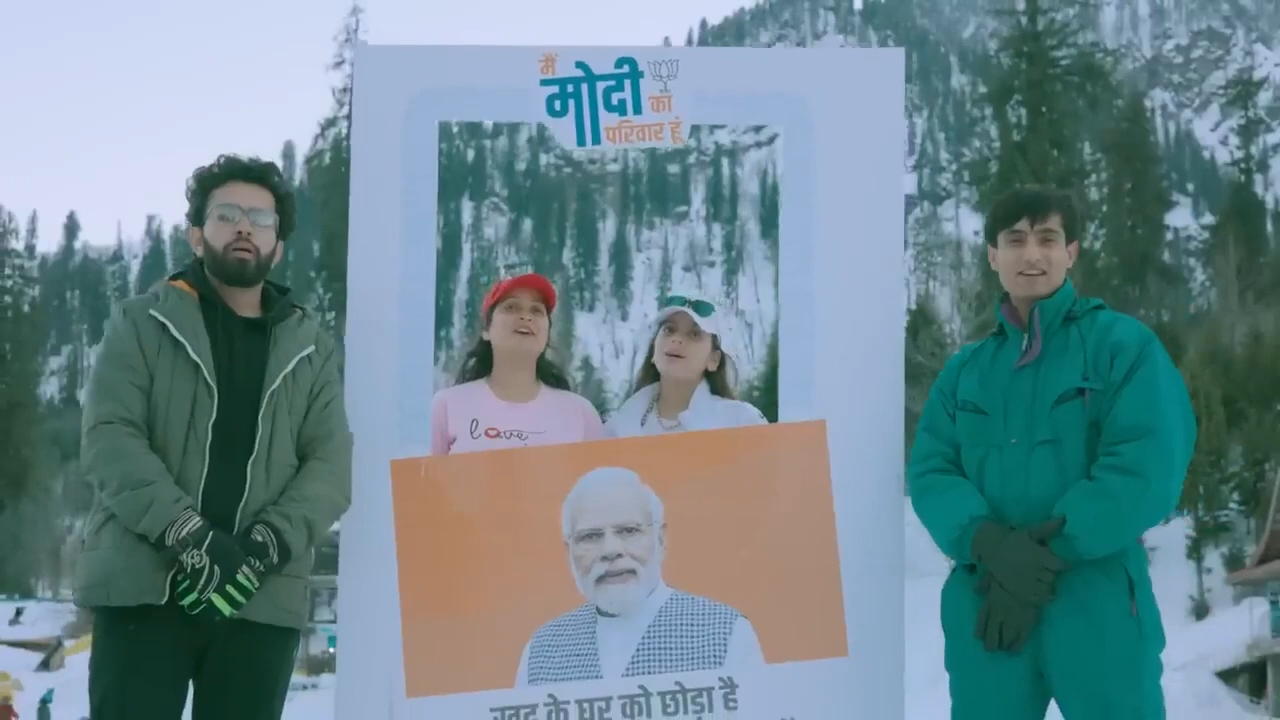 मैं
मोदी
का
परिवार हूं
love
खुद के घर को छोड़ा है